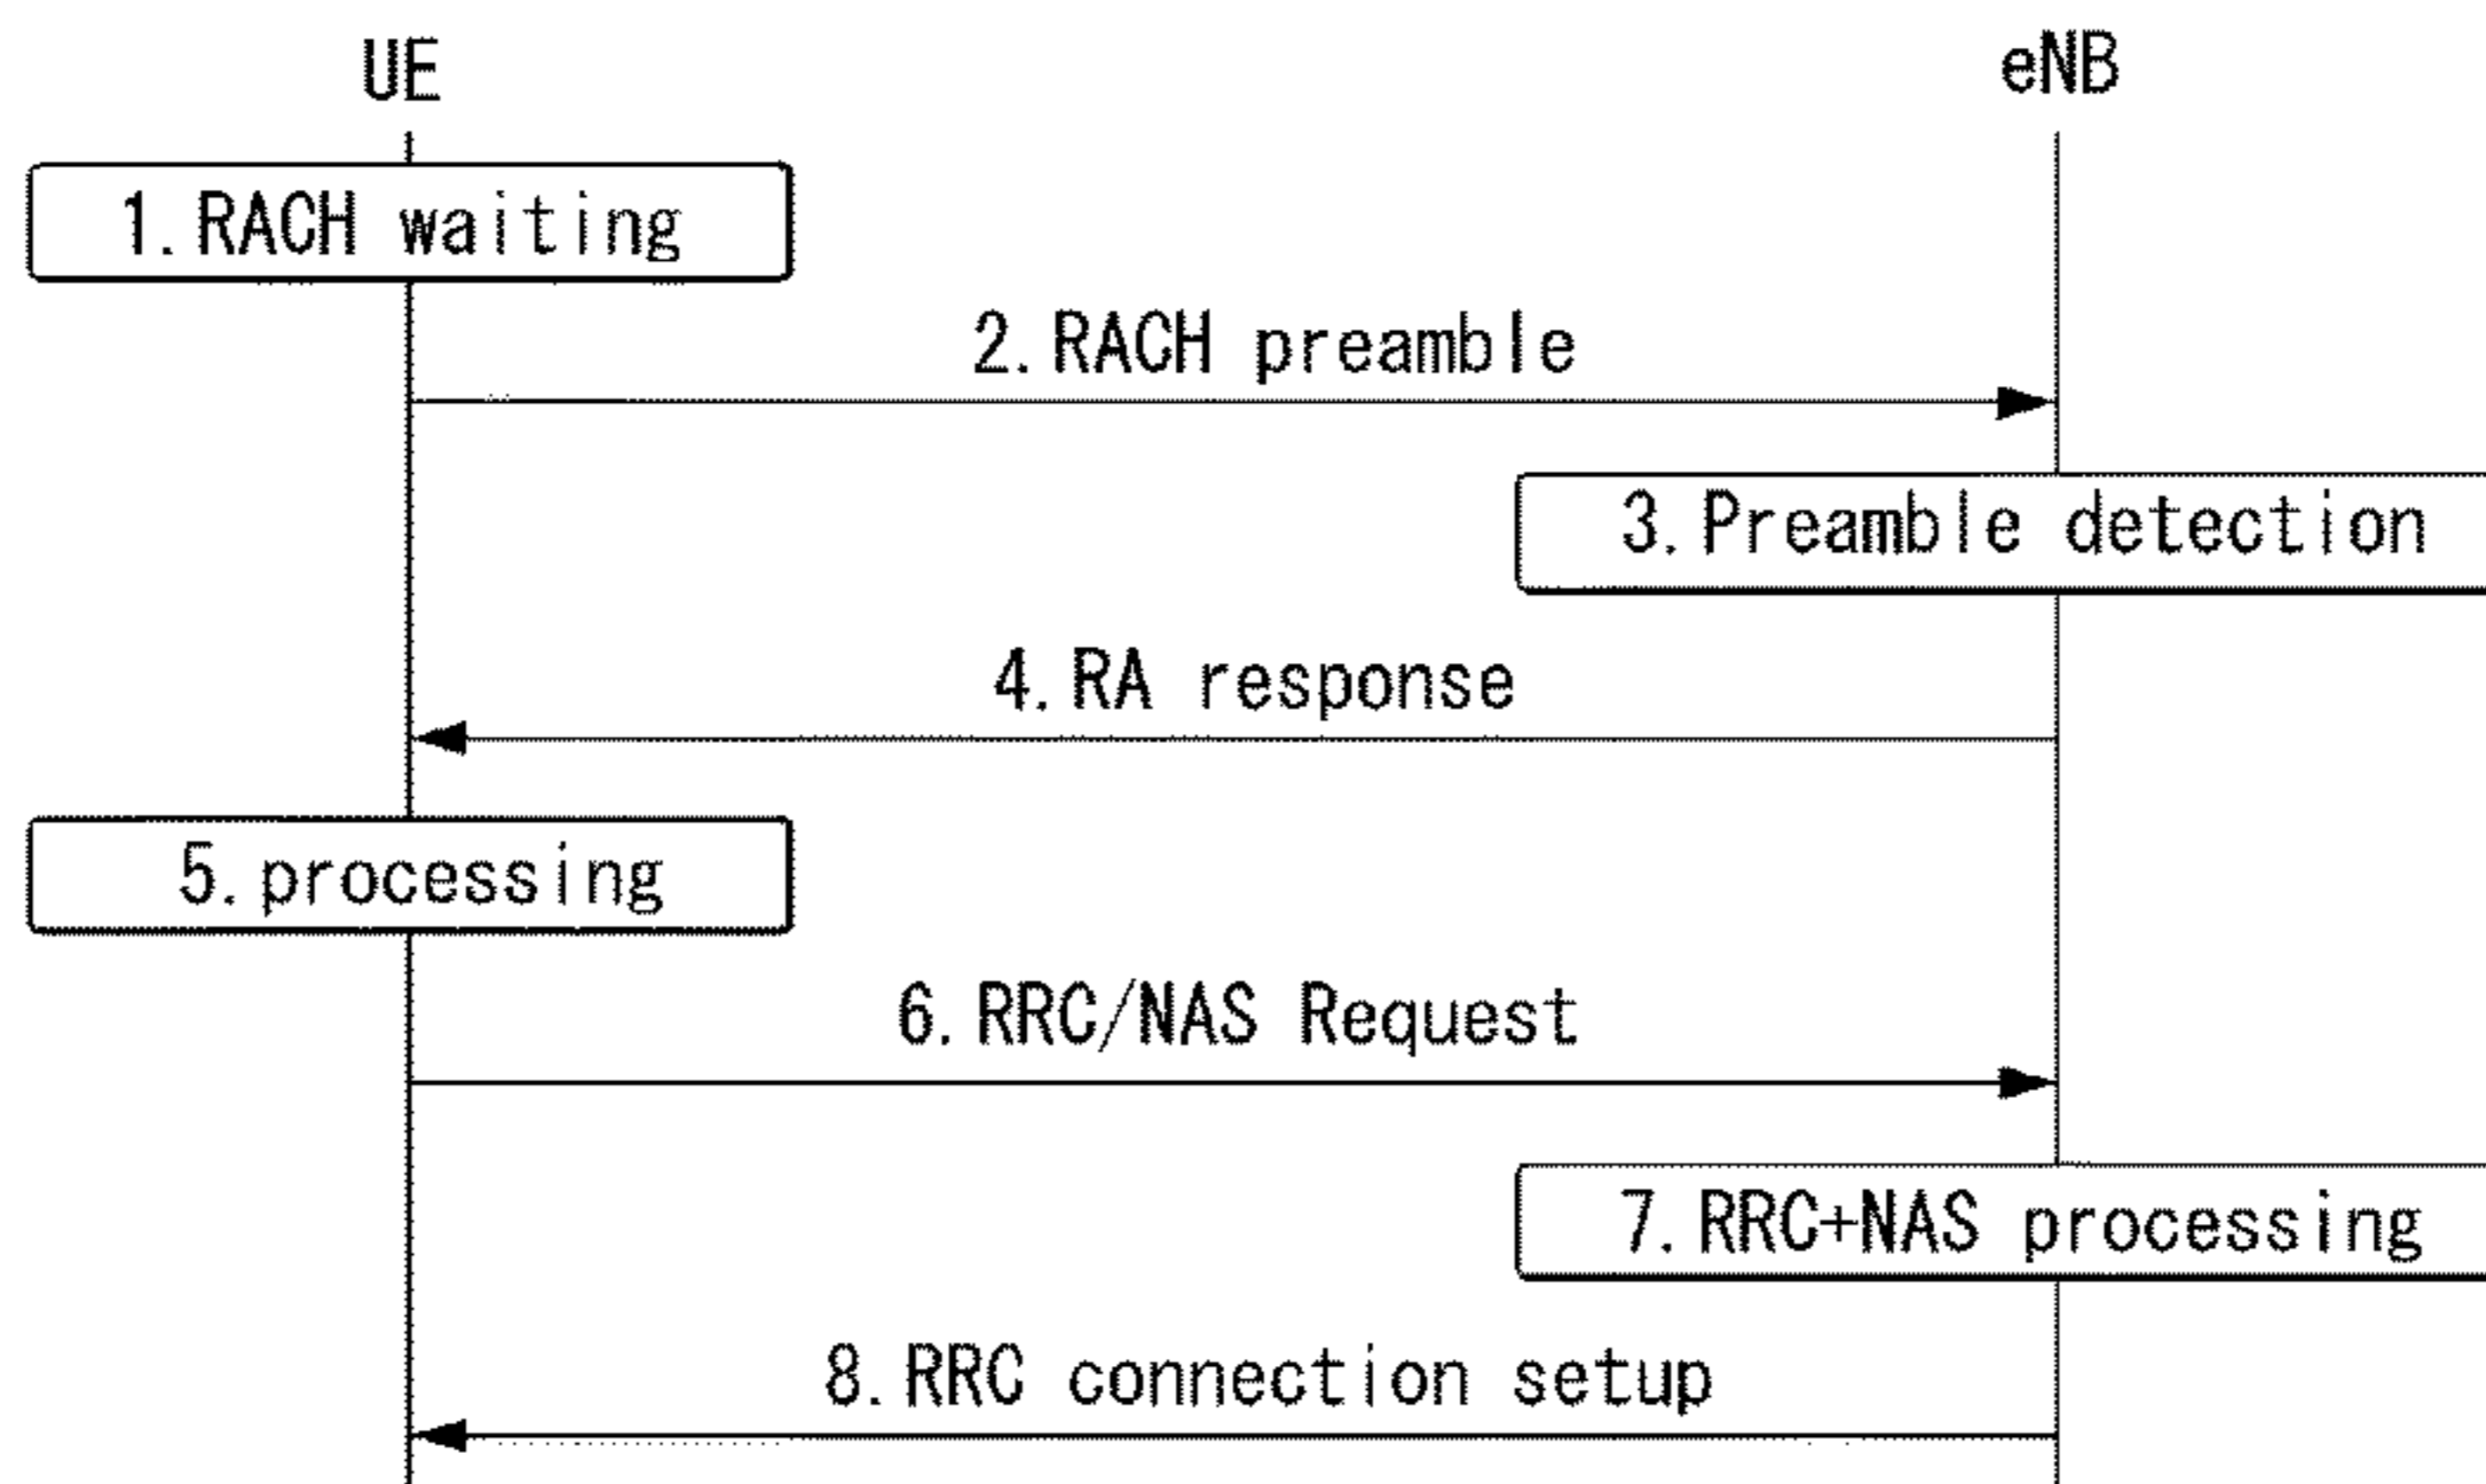 UE
eNB
1.RACH waiting
2.RACH preamble
3.Preamble detection
4.RA response
5.processing
6.RRC/NAS Request
7.RRC+NAS processing
8.RRC connection setup